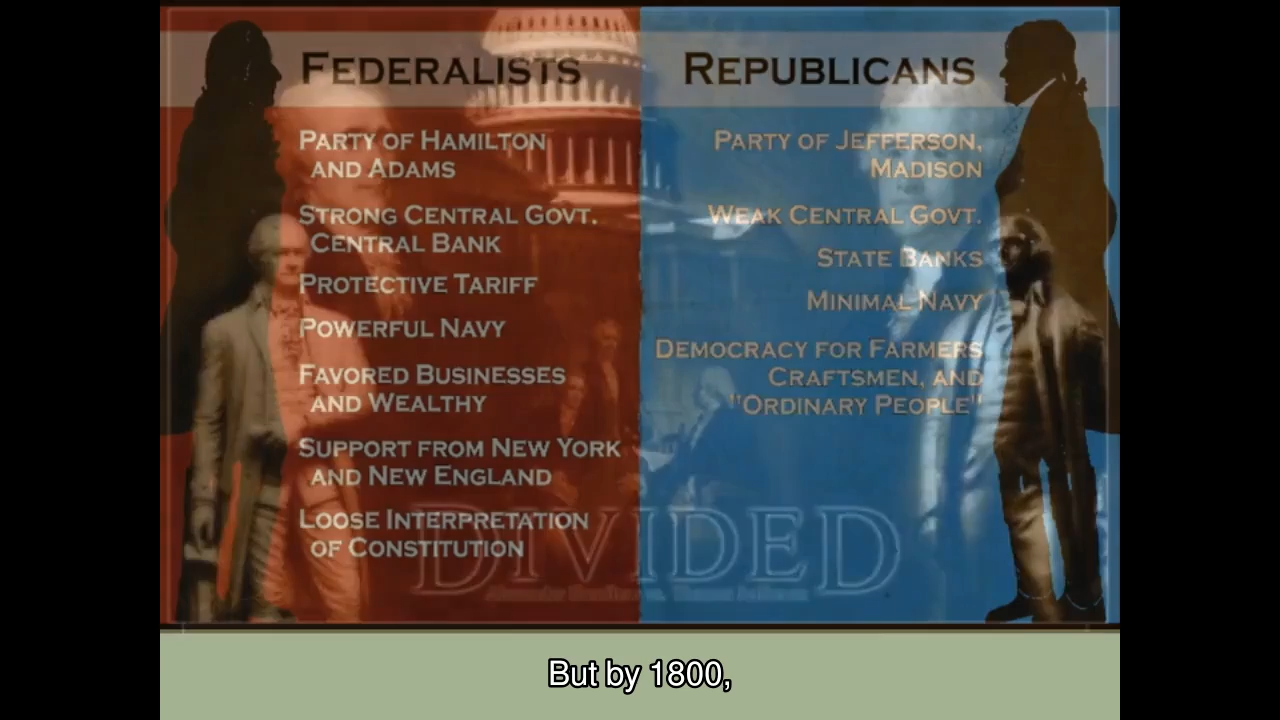 FEDERALISTS
PARTY OF HAMILTON
AND ADAMS
STRONG CENTRAL GOVT.
CENTRAL BANK
PROTECTIVE TARIFF
POWERFUL NAVY
FAVORED BUSINESSES
AND WEALTHY
SUPPORT FROM NEW YORK
AND NEW ENGLAND
LOOSE INTERPRETATION
OF CONSTITUTION
REPUBLICANS
PARTY OF JEFFERSON,
MADISON
WEAK CENTRAL GOVT.
STATE BANKS
MINIMAL NAVY
DEMOCRACY FOR FARMERS
CRAFTSMEN, AND
"ORDINARY PEOPLE"
DIVIDED
But by 1800,